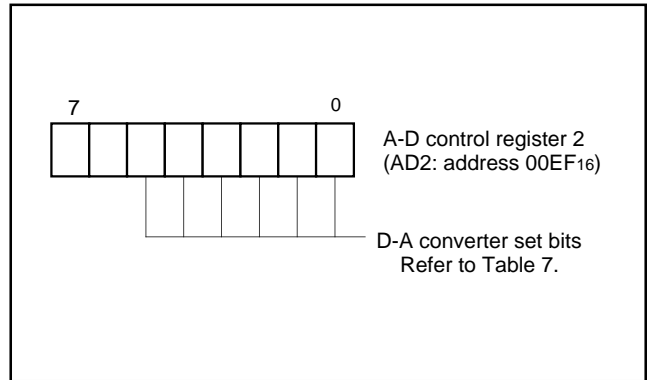 7 0
A-D control register 2
(AD2: address 00EF16)
D-A converter set bits
Refer to Table 7.